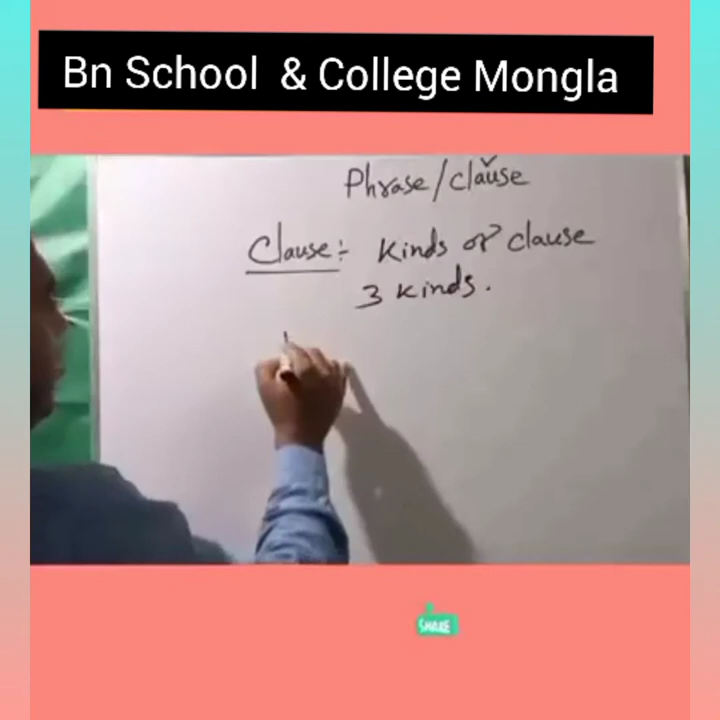 Bn School & College Mongla
Phrase/clause
Clause:- Kinds of clause
3 kinds.
SHARE